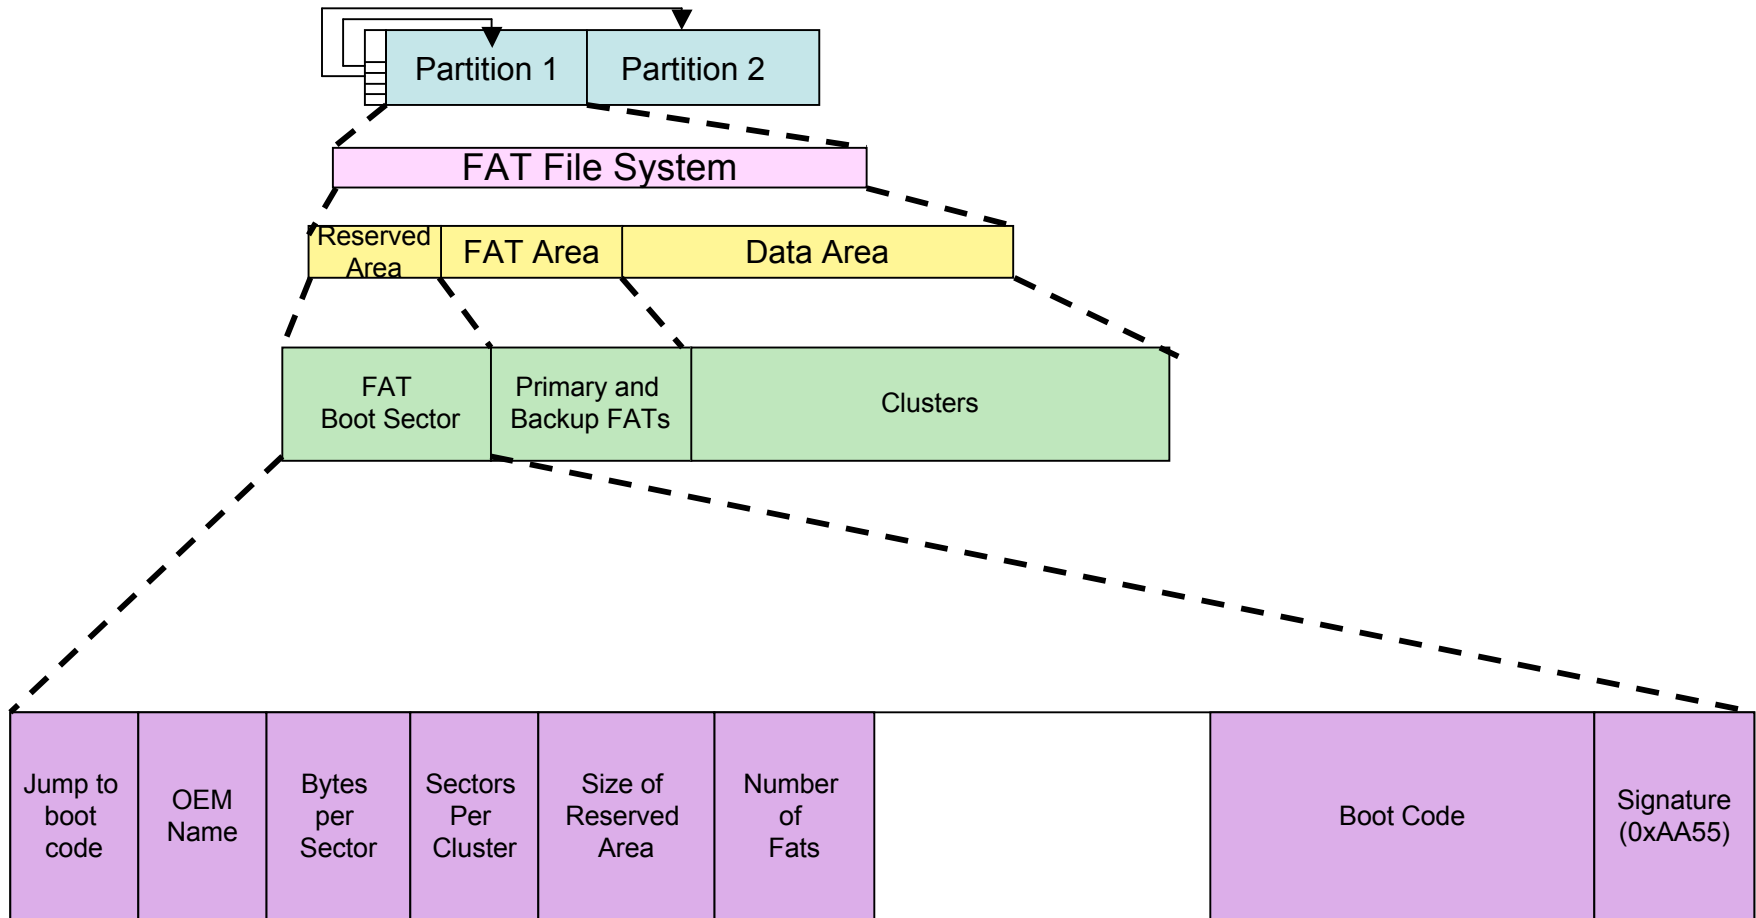 Partition 1
Partition 2
FAT File System
Reserved
Area
FAT Area
Data Area
FAT
Boot Sector
Primary and
Backup FATs
Clusters
Jump to
boot
code
OEM
Name
Bytes
per
Sector
Sectors
Per
Cluster
Size of
Reserved
Area
Number
of
Fats
Boot Code
Signature
(0xAA55)